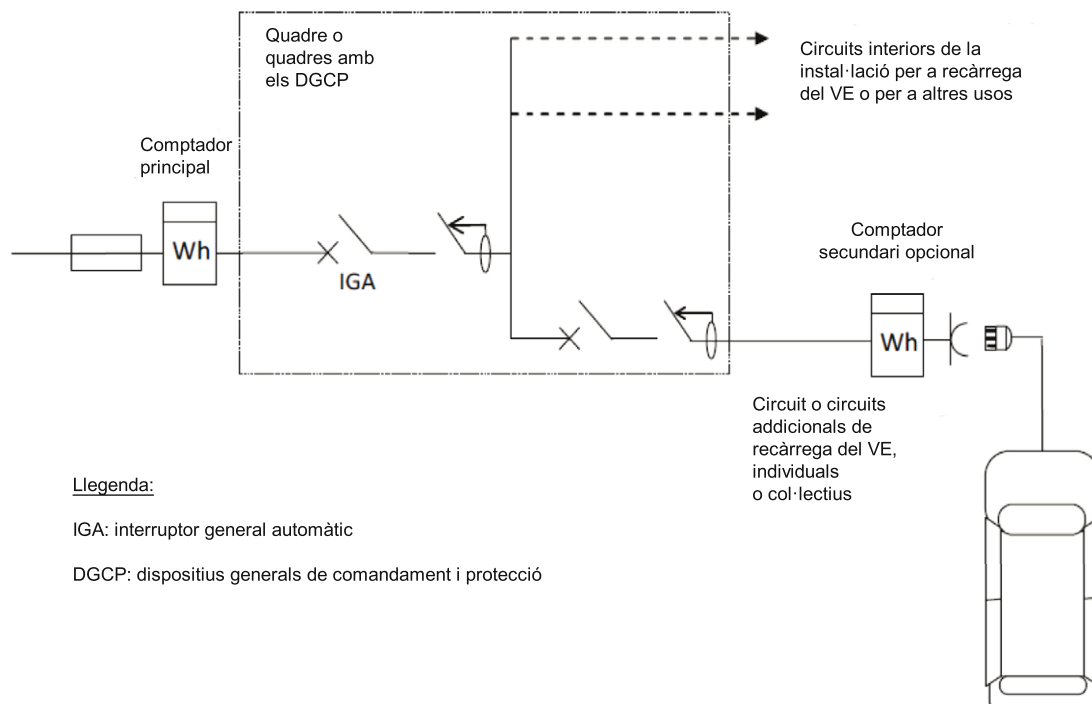 Quadre o
quadres amb
els DGCP
Circuits interiors de la
instal·lació per a recàrrega
del VE o per a altres usos
Comptador
principal
Wh
IGA
Comptador
secundari opcional
Wh
Circuit o circuits
addicionals de
recàrrega del VE,
individuals
o col·lectius
Llegenda:
IGA: interruptor general automàtic
DGCP: dispositius generals de comandament i protecció